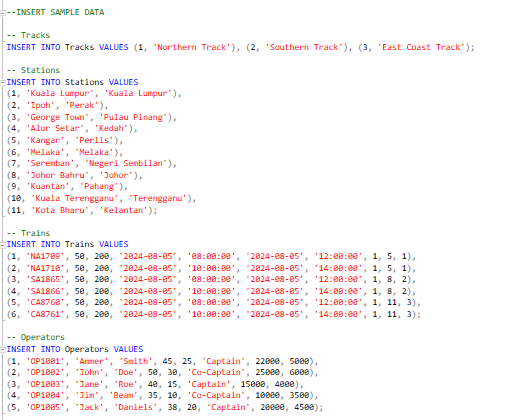 --INSERT SAMPLE DATA
-- Tracks
INSERT INTO Tracks VALUES (1, 'Northern Track'), (2, 'Southern Track'), (3, 'East Coast Track');
-- Stations
INSERT INTO Stations VALUES
(1, 'Kuala Lumpur', 'Kuala Lumpur'),
(2, 'Ipoh', 'Perak'),
(3, 'George Town', 'Pulau Pinang'),
(4, 'Alor Setar', 'Kedah'),
(5, 'Kangar', 'Perlis'),
(6, 'Melaka', 'Melaka'),
(7, 'Seremban', 'Negeri Sembilan'),
(8, 'Johor Bahru', 'Johor'),
(9, 'Kuantan', 'Pahang'),
(10, 'Kuala Terengganu', 'Terengganu'),
(11, 'Kota Bharu', 'Kelantan');
-- Trains
INSERT INTO Trains VALUES
(1, 'NA1709', 50, 200, '2024-08-05', '08:00:00', '2024-08-05', '12:00:00', 1, 5, 1),
(2, 'NA1710', 50, 200, '2024-08-05', '10:00:00', '2024-08-05', '14:00:00', 1, 5, 1),
(3, 'SA1865', 50, 200, '2024-08-05', '08:00:00', '2024-08-05', '12:00:00', 1, 8, 2),
(4, 'SA1866', 50, 200, '2024-08-05', '10:00:00', '2024-08-05', '14:00:00', 1, 8, 2),
(5, 'CA8760', 50, 200, '2024-08-05', '08:00:00', '2024-08-05', '12:00:00', 1, 11, 3),
(6, 'CA8761', 50, 200, '2024-08-05', '10:00:00', '2024-08-05', '14:00:00', 1, 11, 3);
-- Operators
INSERT INTO Operators VALUES
(1, 'OP1001', 'Ammer', 'Smith', 45, 25, 'Captain', 22000, 5000),
(2, 'OP1002', 'John', 'Doe', 50, 30, 'Co-Captain', 25000, 6000),
(3, 'OP1003', 'Jane', 'Roe', 40, 15, 'Captain', 15000, 4000),
(4, 'OP1004', 'Jim', 'Beam', 35, 10, 'Co-Captain', 10000, 3500),
(5, 'OP1005', 'Jack', 'Daniels', 38, 20, 'Captain', 20000, 4500);